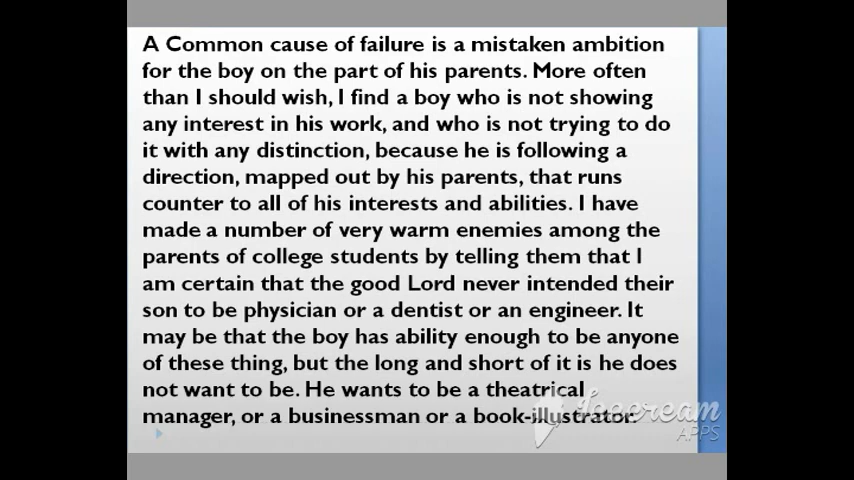 A Common cause of failure is a mistaken ambition
for the boy on the part of his parents. More often
than I should wish, I find a boy who is not showing
any interest in his work, and who is not trying to do
it with any distinction, because he is following a
direction, mapped out by his parents, that runs
counter to all of his interests and abilities. I have
made a number of very warm enemies among the
parents of college students by telling them that I
am certain that the good Lord never intended their
son to be physician or a dentist or an engineer. It
may be that the boy has ability enough to be anyone
of these thing, but the long and short of it is he does
not want to be. He wants to be a theatrical
manager, or a businessman or a book-illustrator.
Icecream
APPS